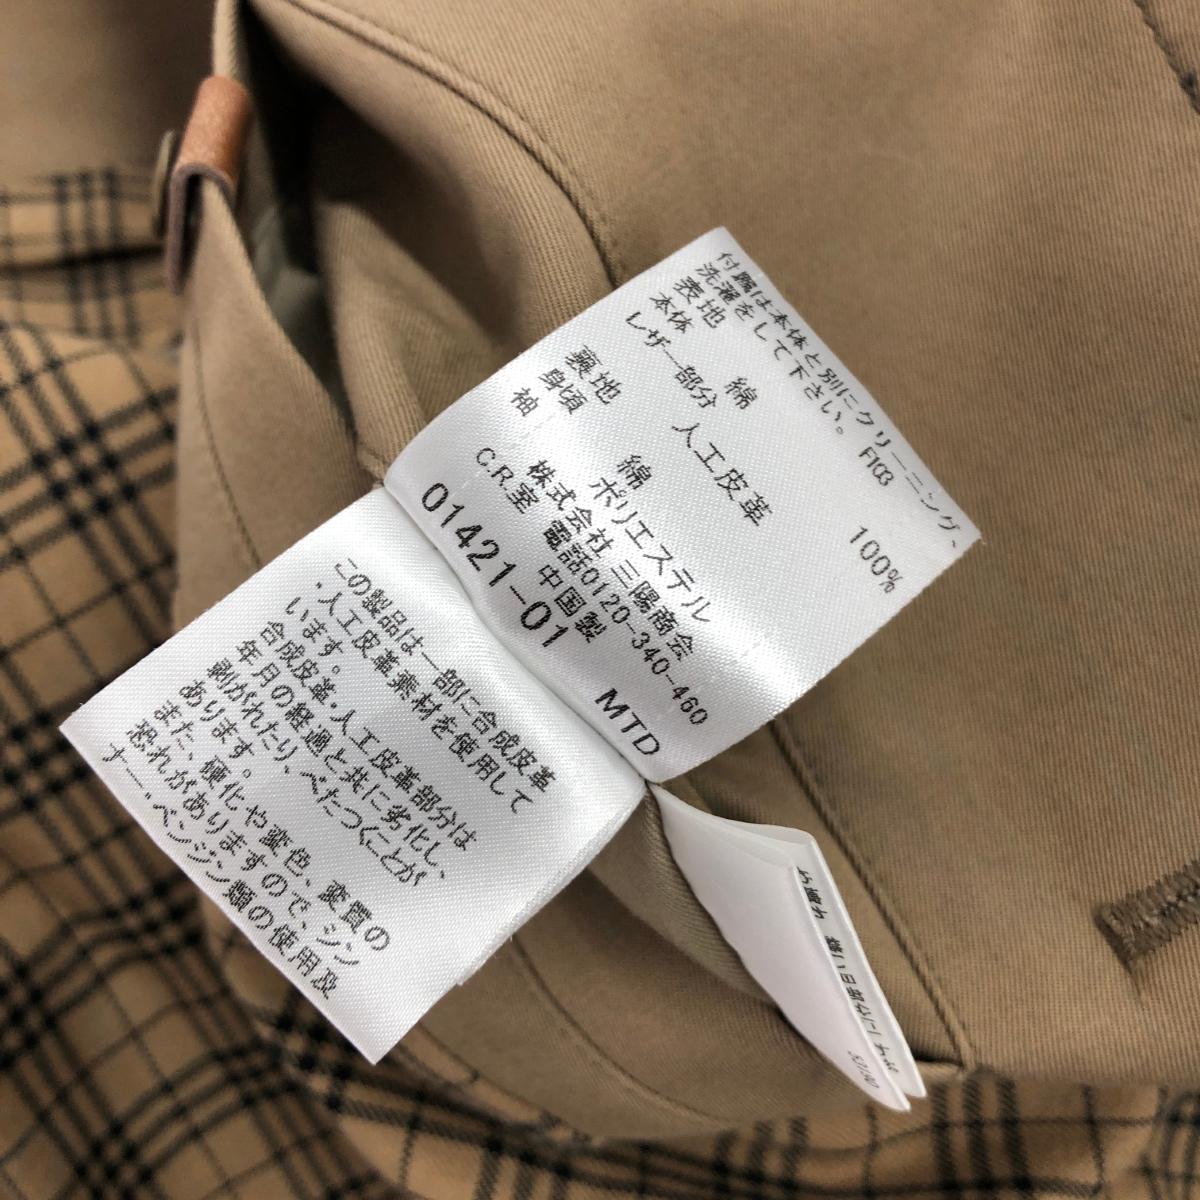 付属は本体と別にクリーニング、
洗濯をして下さい。 F103
表地
本体 綿 100%
レザー部分 人工皮革
裏地
身頃 綿
袖 ポリエステル
株式会社 三陽商会
C.R.室 電話0120-340-460
中国製
01421-01 MTD
この製品は一部に合成皮革
・人工皮革素材を使用して
います。
合成皮革・人工皮革部分は
年月の経過と共に劣化し、
剥がれたり、べたつくことが
あります。
また、硬化や変色、変質の
恐れがありますので、シン
ナー・ベンジン類の使用及